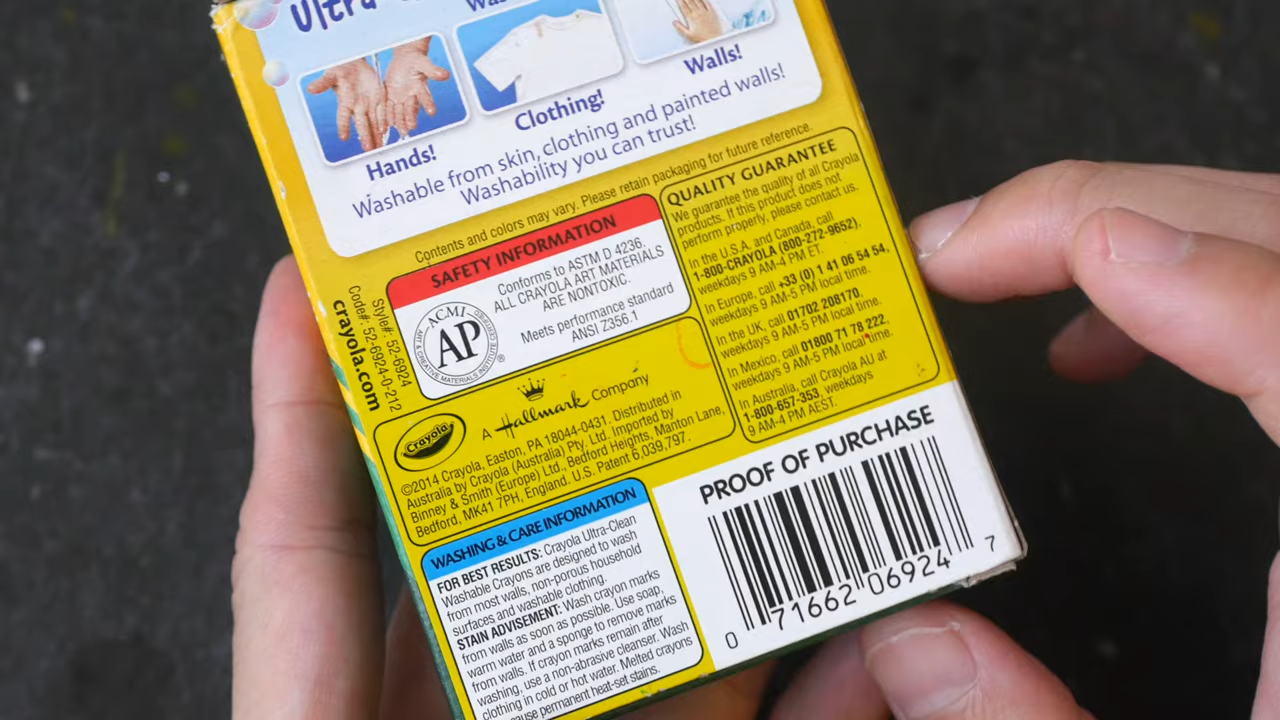 Hands!
Clothing!
Walls!
Washable from skin, clothing and painted walls!
Washability you can trust!
Contents and colors may vary. Please retain packaging for future reference.
SAFETY INFORMATION
Conforms to ASTM D 4236.
ALL CRAYOLA ART MATERIALS
ARE NONTOXIC.
Meets performance standard
ANSI Z356.1
ACMI
AP
ART & CREATIVE MATERIALS INSTITUTE CERTIFIED
®
Style#: 52-6924
Code#: 52-6924-0-212
crayola.com
QUALITY GUARANTEE
We guarantee the quality of all Crayola
products. If this product does not
perform properly, please contact us.
In the U.S.A. and Canada, call
1-800-CRAYOLA (800-272-9652),
weekdays 9 AM-4 PM ET.
In Europe, call +33 (0) 1 41 06 54 54,
weekdays 9 AM-5 PM local time.
In the UK, call 01702 208170,
weekdays 9 AM-5 PM local time.
In Mexico, call 01800 71 78 222,
weekdays 9 AM-5 PM local time.
In Australia, call Crayola AU at
1-800-657-353, weekdays
9 AM-4 PM AEST.
Crayola
A Hallmark Company
©2014 Crayola, Easton, PA 18044-0431. Distributed in
Australia by Crayola (Australia) Pty. Ltd. Imported by
Binney & Smith (Europe) Ltd., Bedford Heights, Manton Lane,
Bedford, MK41 7PH, England. U.S. Patent 6,039,797.
WASHING & CARE INFORMATION
FOR BEST RESULTS: Crayola Ultra-Clean
Washable Crayons are designed to wash
from most walls, non-porous household
surfaces and washable clothing.
STAIN ADVISEMENT: Wash crayon marks
from walls as soon as possible. Use soap,
warm water and a sponge to remove marks
from walls. If crayon marks remain after
washing, use a non-abrasive cleanser. Wash
clothing in cold or hot water. Melted crayons
permanent heat-set stains.
PROOF OF PURCHASE
0 71662 06924 7